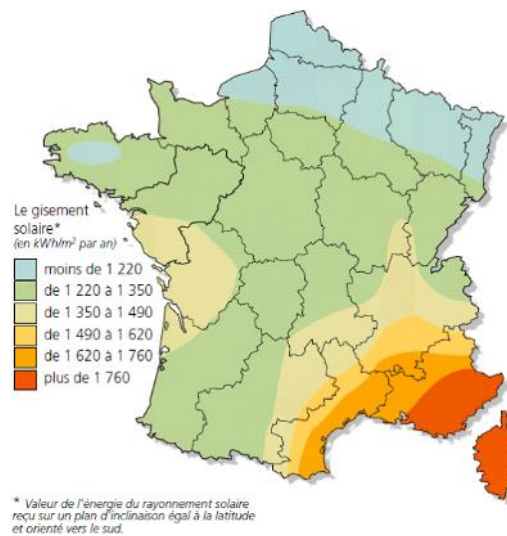 Le gisement
solaire*
(en kWh/m² par an)
moins de 1 220
de 1 220 à 1 350
de 1 350 à 1 490
de 1 490 à 1 620
de 1 620 à 1 760
plus de 1 760
* Valeur de l'énergie du rayonnement solaire
reçu sur un plan d'inclinaison égal à la latitude
et orienté vers le sud.